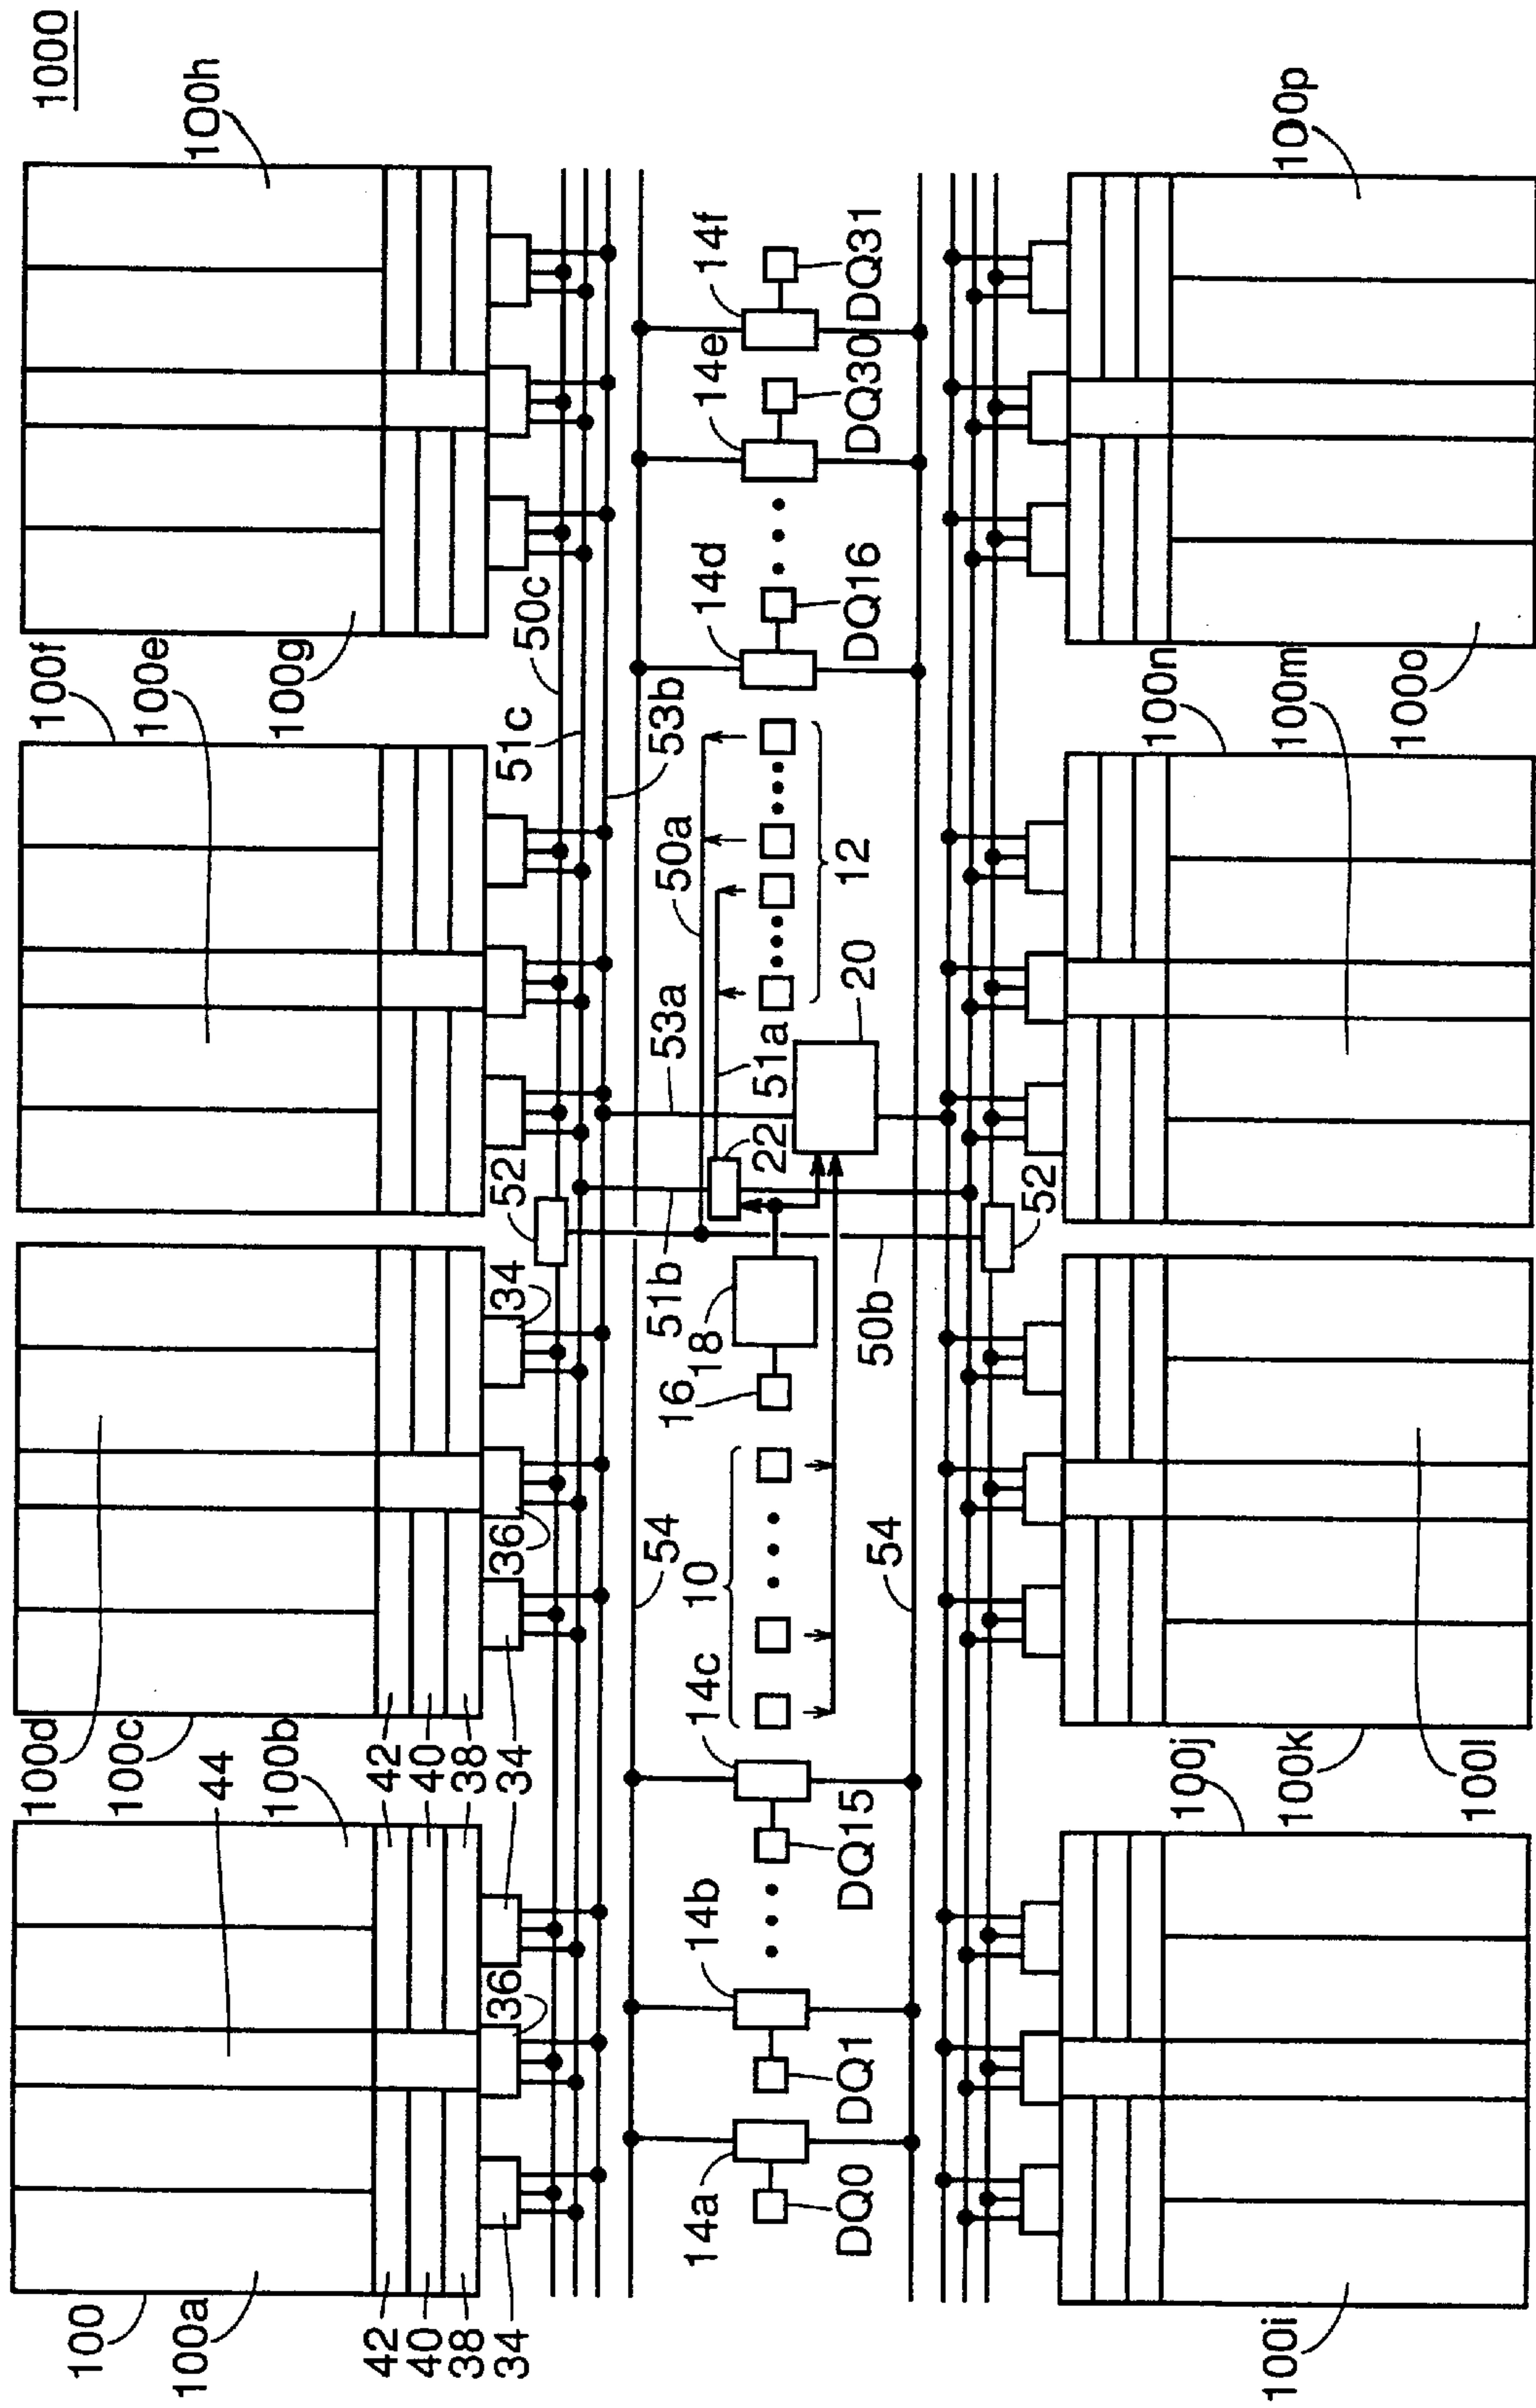 1000
100
100a
44
100b
100d
100c
100f
100e
100g
100h
42
40
38
34
36
34
42
40
38
34
36
34
52
51c
50c
53b
54
51b
53a
50a
51a
22
14a
14b
14c
10
16
18
20
12
14d
14e
14f
DQ0
DQ1
DQ15
DQ16
DQ30
DQ31
54
50b
52
100i
100j
100k
100l
100n
100m
100o
100p